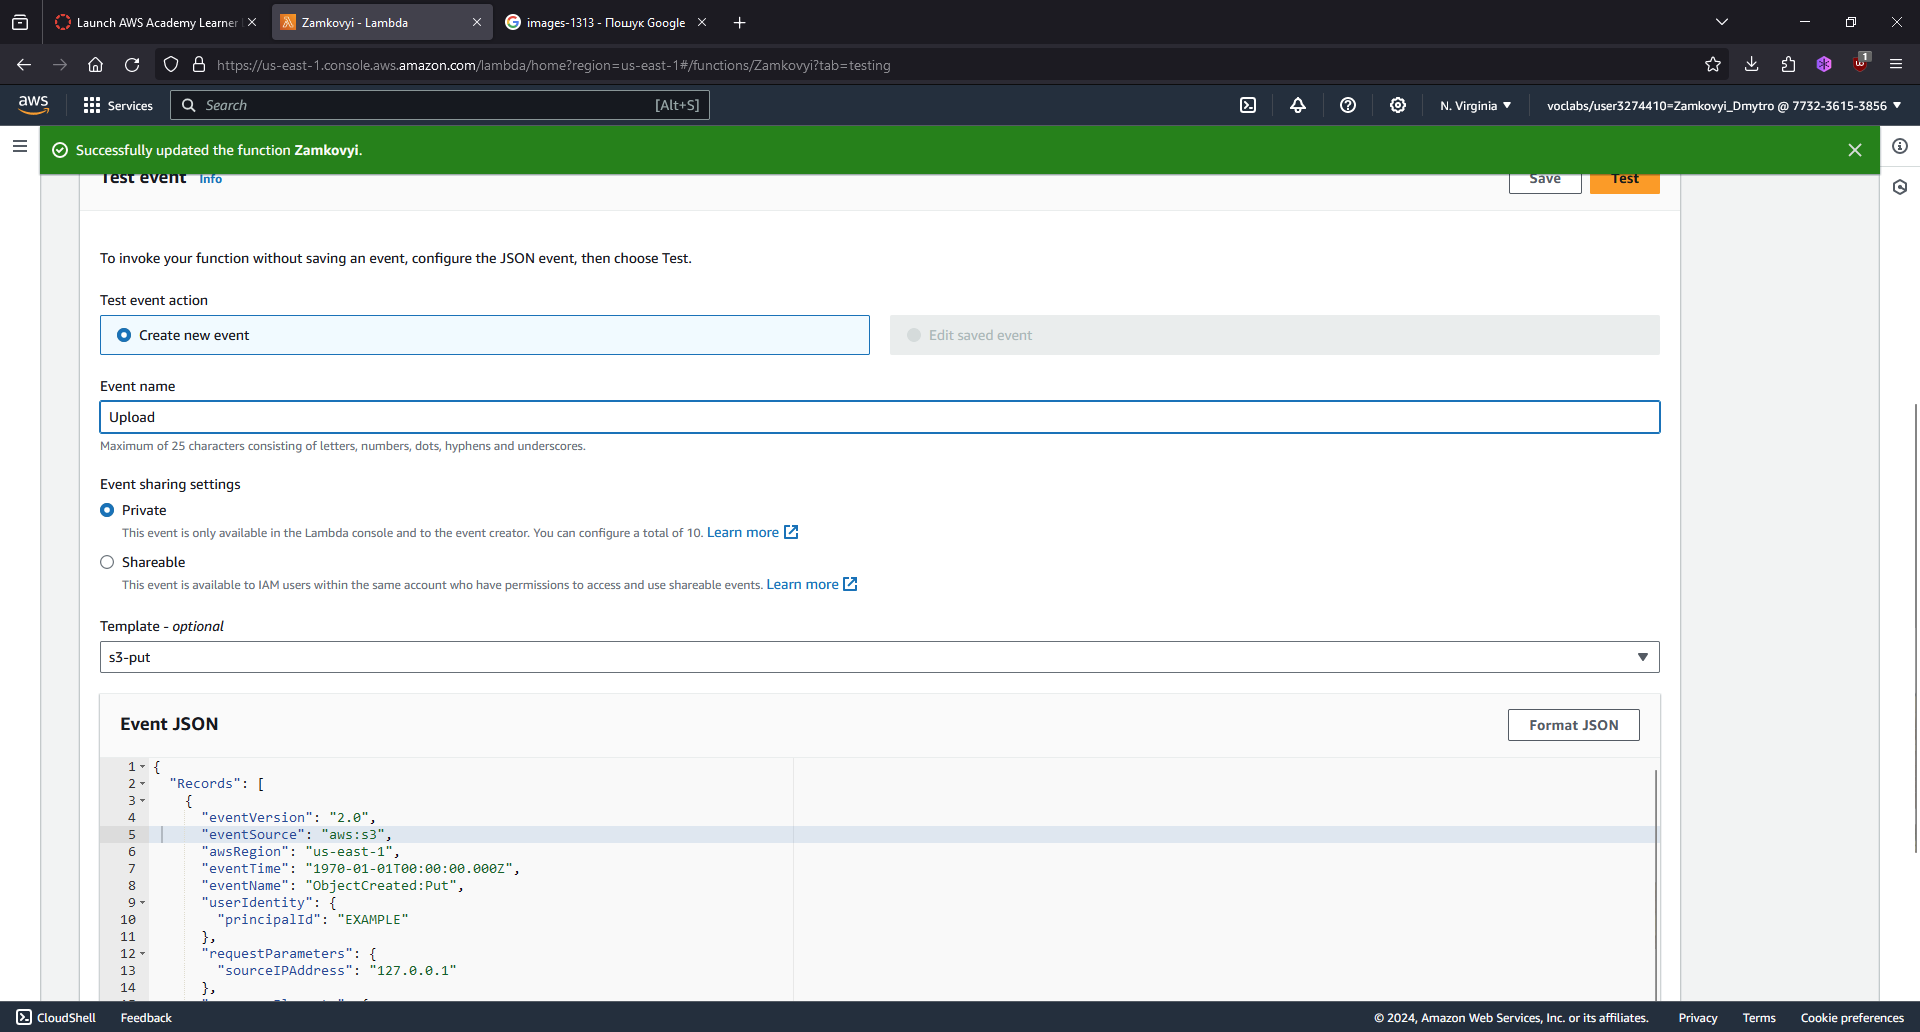 Launch AWS Academy Learner
Zamkovyi - Lambda
images-1313 - Пошук Google
https://us-east-1.console.aws.amazon.com/lambda/home?region=us-east-1#/functions/Zamkovyi?tab=testing
1
aws
Services
Search
[Alt+S]
N. Virginia
voclabs/user3274410=Zamkovyi_Dmytro @ 7732-3615-3856
Successfully updated the function Zamkovyi.
Test event Info
Save
Test
To invoke your function without saving an event, configure the JSON event, then choose Test.
Test event action
Create new event
Edit saved event
Event name
Upload
Maximum of 25 characters consisting of letters, numbers, dots, hyphens and underscores.
Event sharing settings
Private
This event is only available in the Lambda console and to the event creator. You can configure a total of 10. Learn more
Shareable
This event is available to IAM users within the same account who have permissions to access and use shareable events. Learn more
Template - optional
s3-put
Event JSON
Format JSON
1 {
2 "Records": [
3 {
4 "eventVersion": "2.0",
5 "eventSource": "aws:s3",
6 "awsRegion": "us-east-1",
7 "eventTime": "1970-01-01T00:00:00.000Z",
8 "eventName": "ObjectCreated:Put",
9 "userIdentity": {
10 "principalId": "EXAMPLE"
11 },
12 "requestParameters": {
13 "sourceIPAddress": "127.0.0.1"
14 },
CloudShell
Feedback
© 2024, Amazon Web Services, Inc. or its affiliates.
Privacy
Terms
Cookie preferences